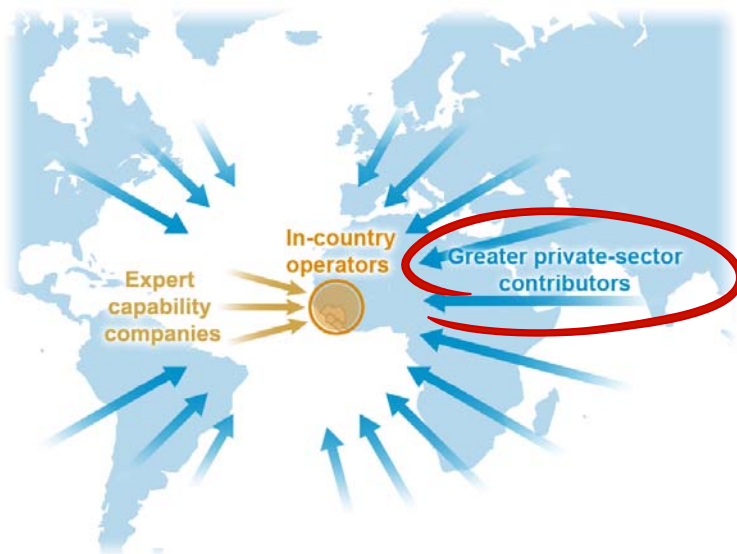 In-country
operators
Greater private-sector
contributors
Expert
capability
companies